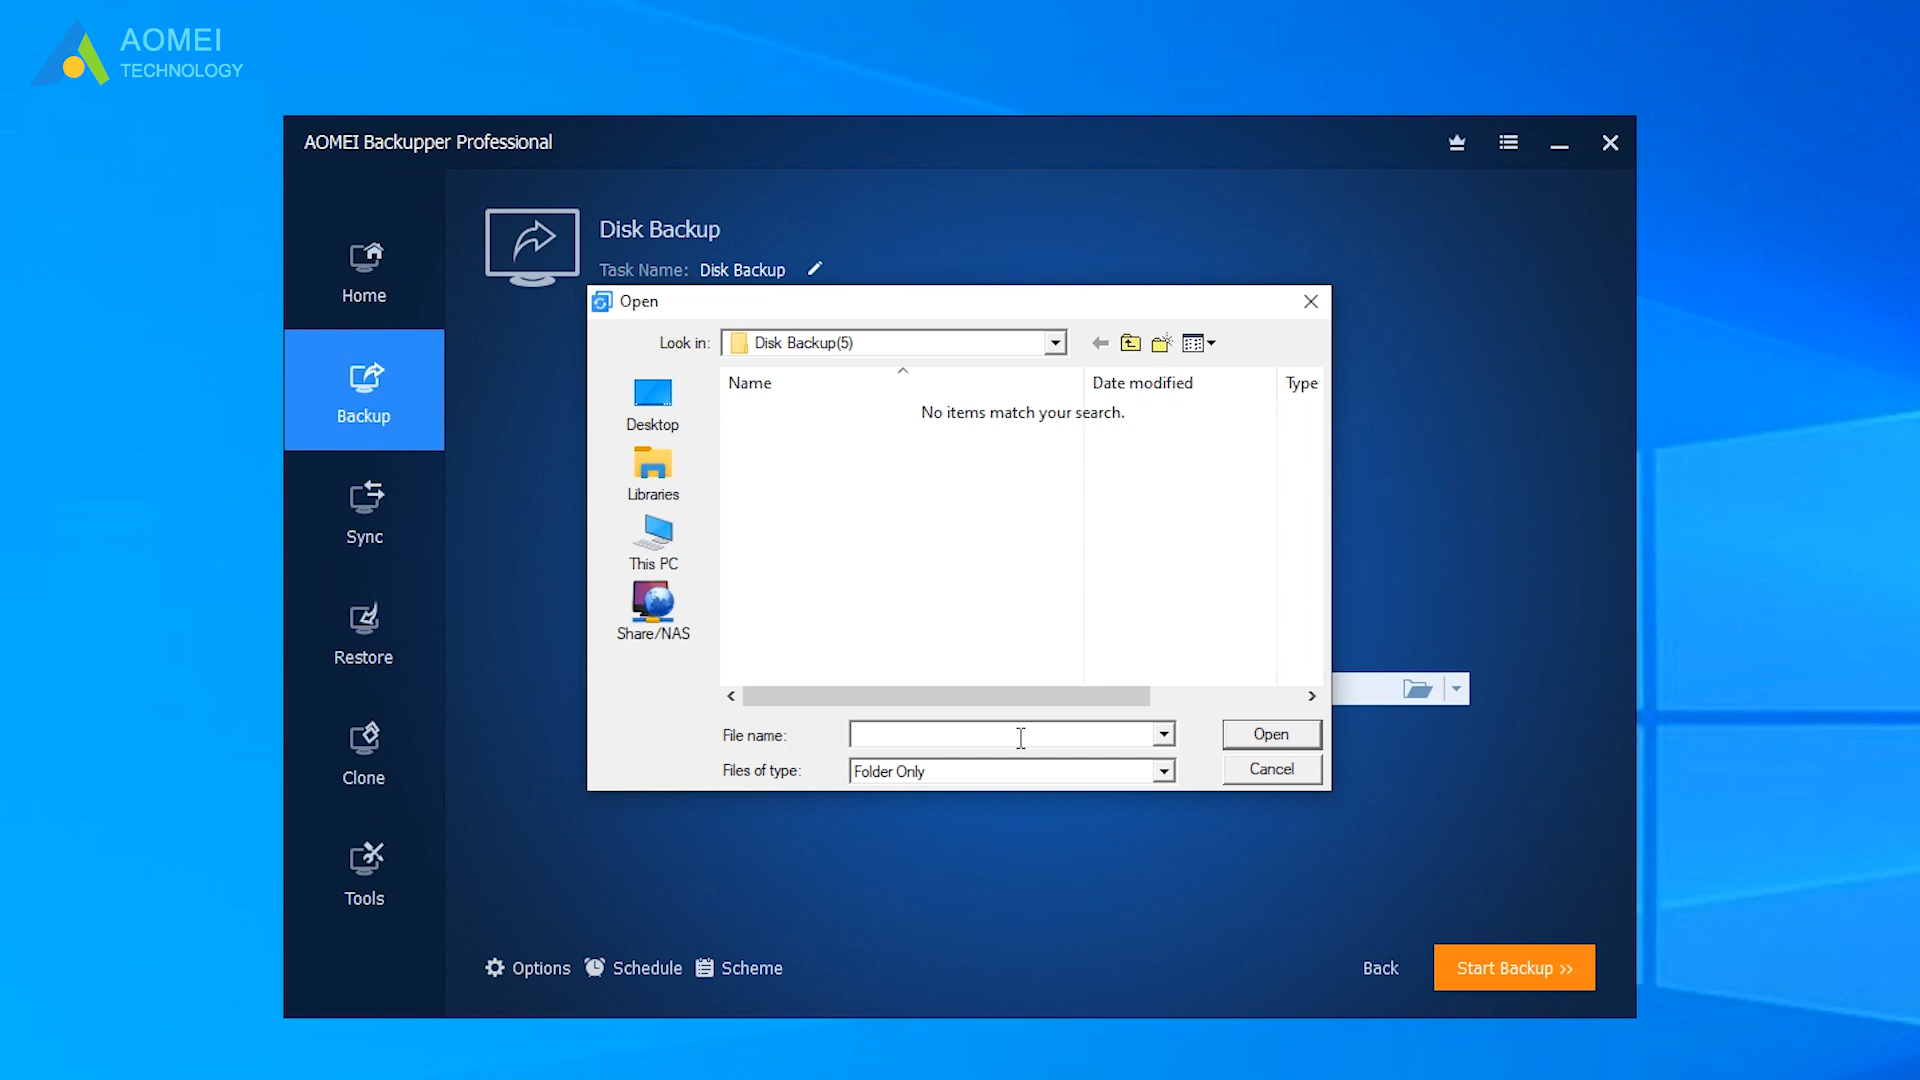 AOMEI
TECHNOLOGY
AOMEI Backupper Professional
Home
Backup
Sync
Restore
Clone
Tools
Disk Backup
Task Name: Disk Backup
Open
Look in: Disk Backup(5)
Desktop
Libraries
This PC
Share/NAS
Name Date modified Type
No items match your search.
File name: Open
Files of type: Folder Only Cancel
Options Schedule Scheme Back Start Backup >>